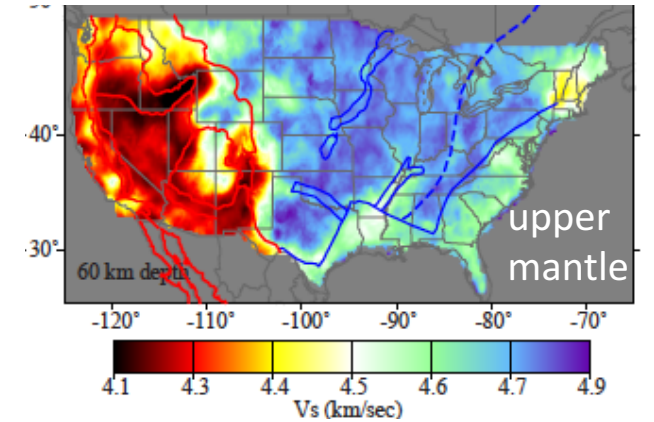 -40°
-30°
60 km depth
upper
mantle
-120° -110° -100° -90° -80° -70°
4.1 4.3 4.4 4.5 4.6 4.7 4.9
Vs (km/sec)